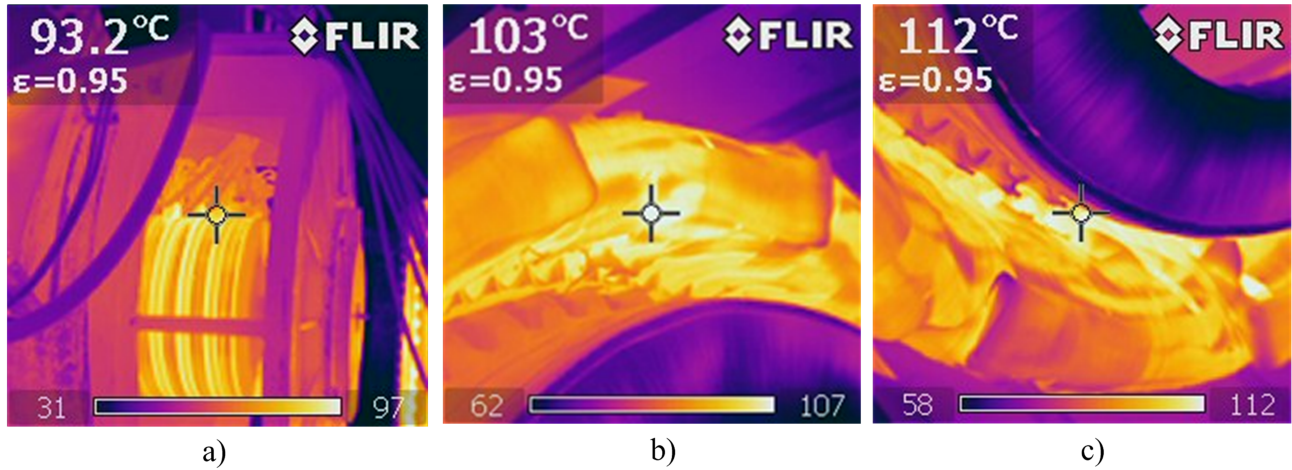 93.2°C
FLIR
ε=0.95
31
97
a)
103°C
FLIR
ε=0.95
62
107
b)
112°C
FLIR
ε=0.95
58
112
c)